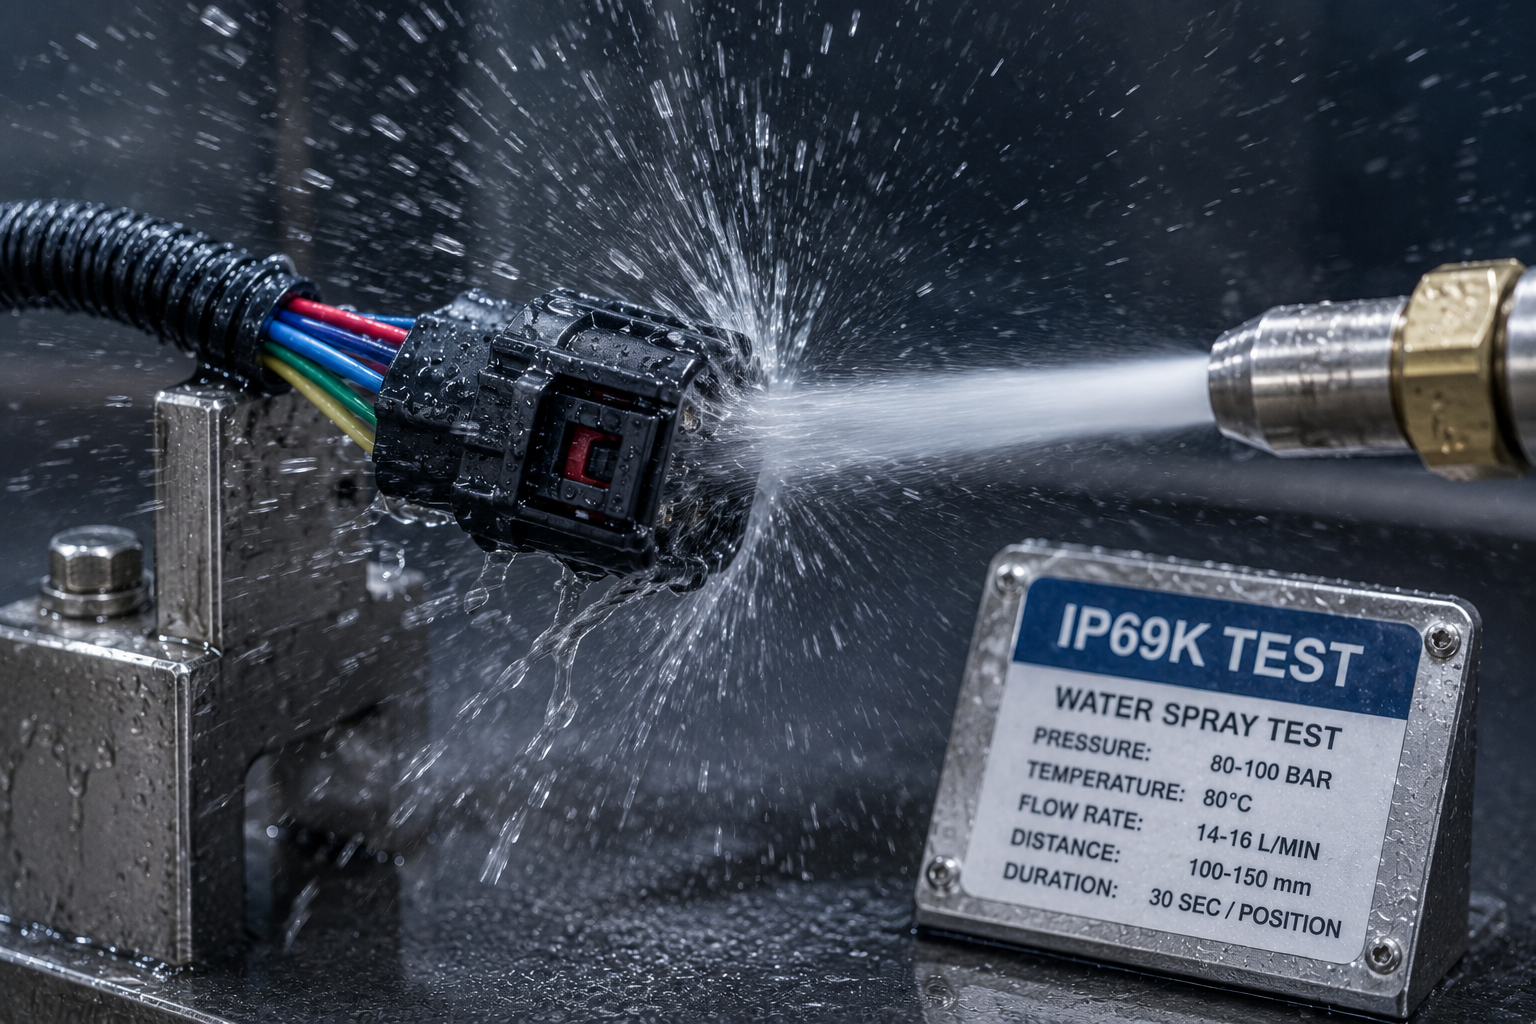 IP69K TEST
WATER SPRAY TEST
PRESSURE: 80-100 BAR
TEMPERATURE: 80°C
FLOW RATE: 14-16 L/MIN
DISTANCE: 100-150 mm
DURATION: 30 SEC / POSITION